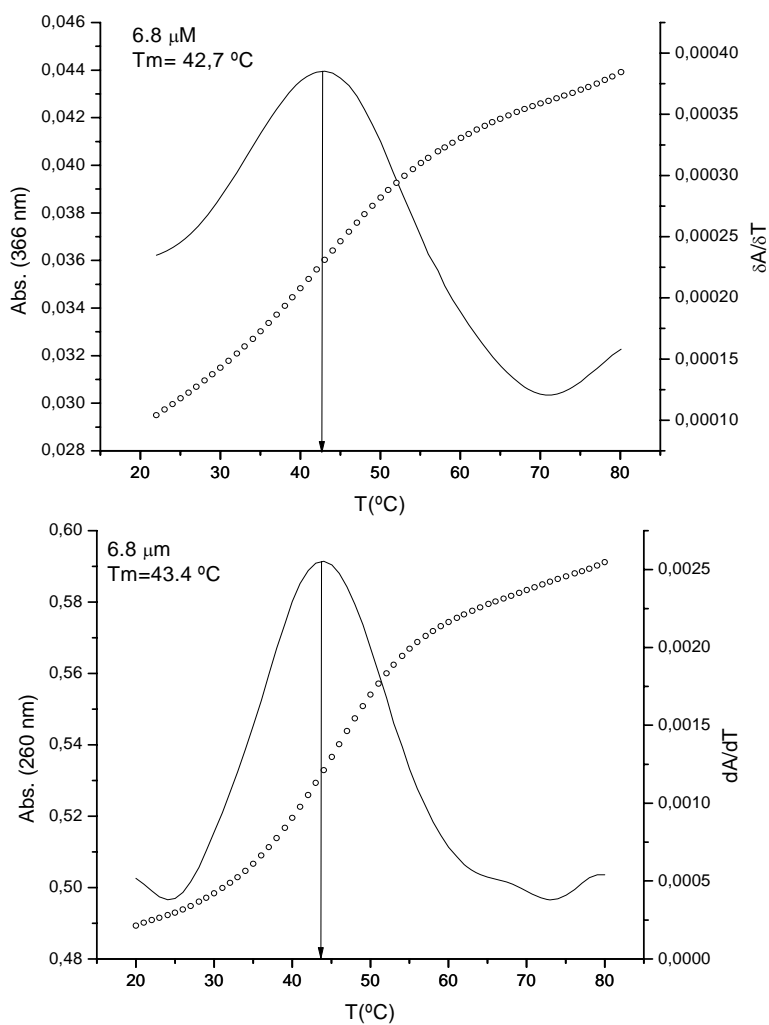 6.8 μM
Tm= 42,7 ºC
0,046
0,044
0,042
0,040
0,038
0,036
0,034
0,032
0,030
0,028
Abs. (366 nm)
0,00040
0,00035
0,00030
0,00025
0,00020
0,00015
0,00010
δA/δT
20 30 40 50 60 70 80
T(ºC)
6.8 μm
Tm=43.4 ºC
0,60
0,58
0,56
0,54
0,52
0,50
0,48
Abs. (260 nm)
0,0025
0,0020
0,0015
0,0010
0,0005
0,0000
dA/dT
20 30 40 50 60 70 80
T(ºC)